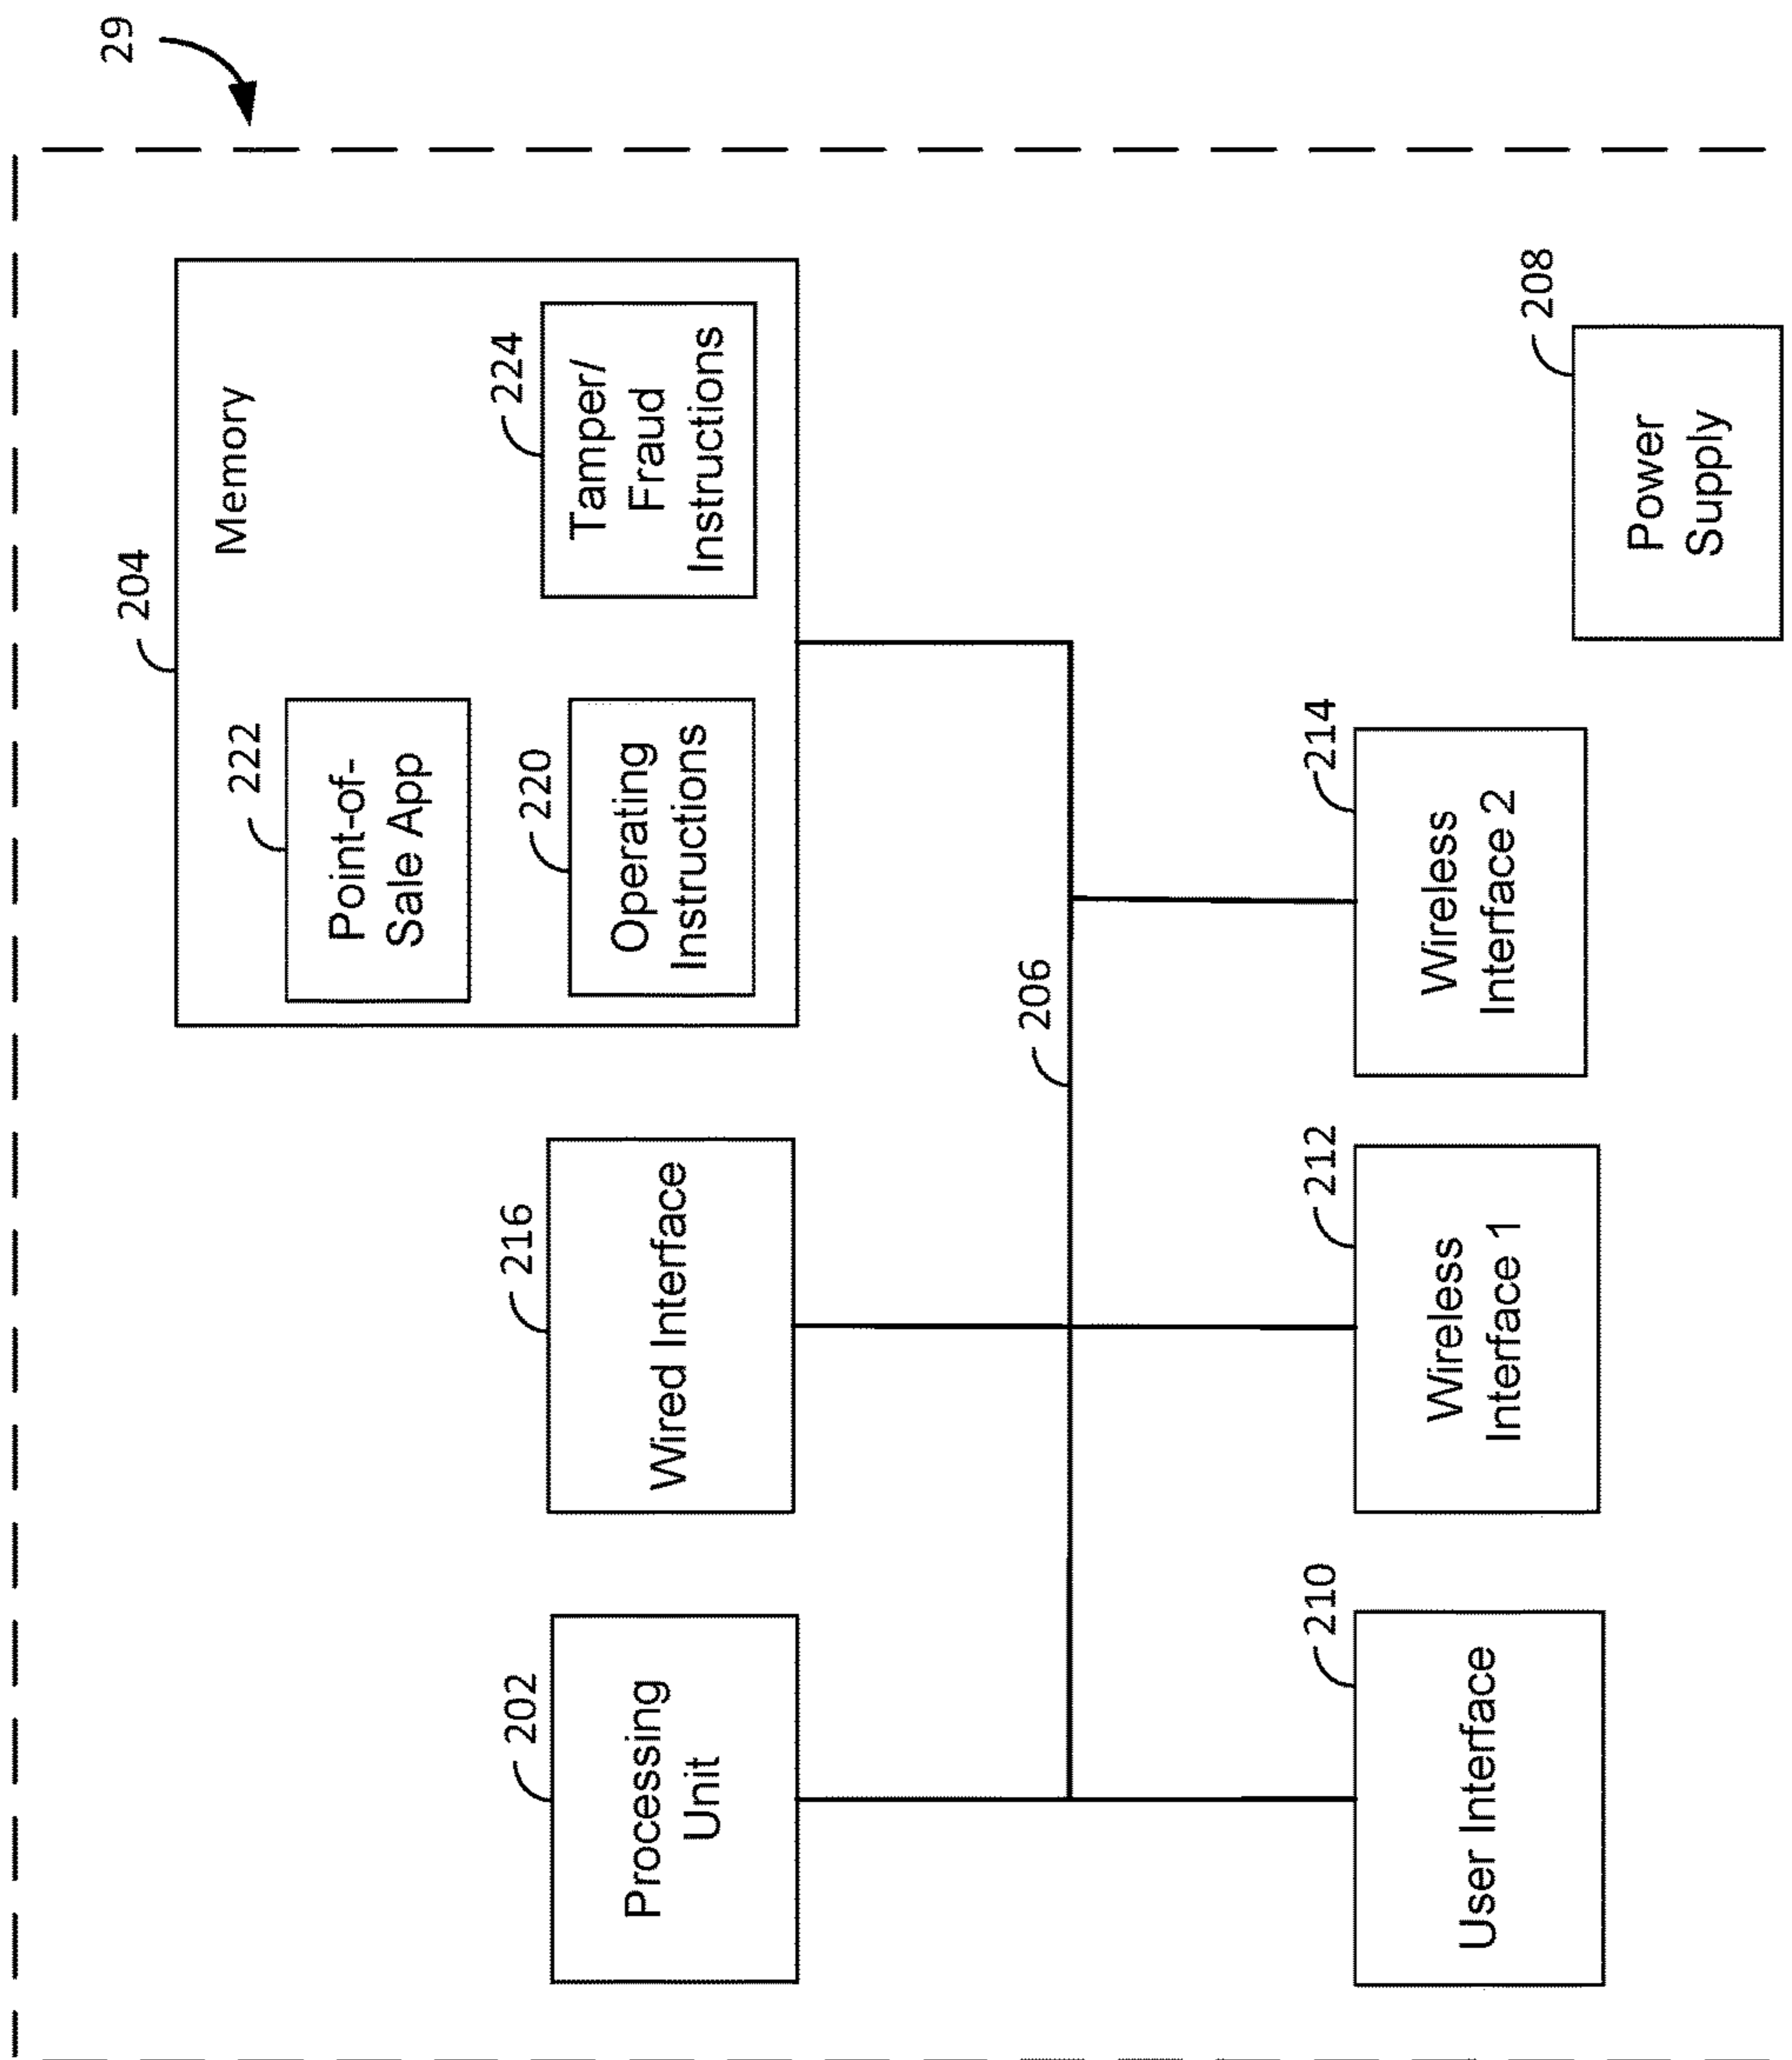 29
204
Memory
222
Point-of-
Sale App
224
Tamper/
Fraud
Instructions
220
Operating
Instructions
202
Processing
Unit
216
Wired Interface
206
210
User Interface
212
Wireless
Interface 1
214
Wireless
Interface 2
208
Power
Supply